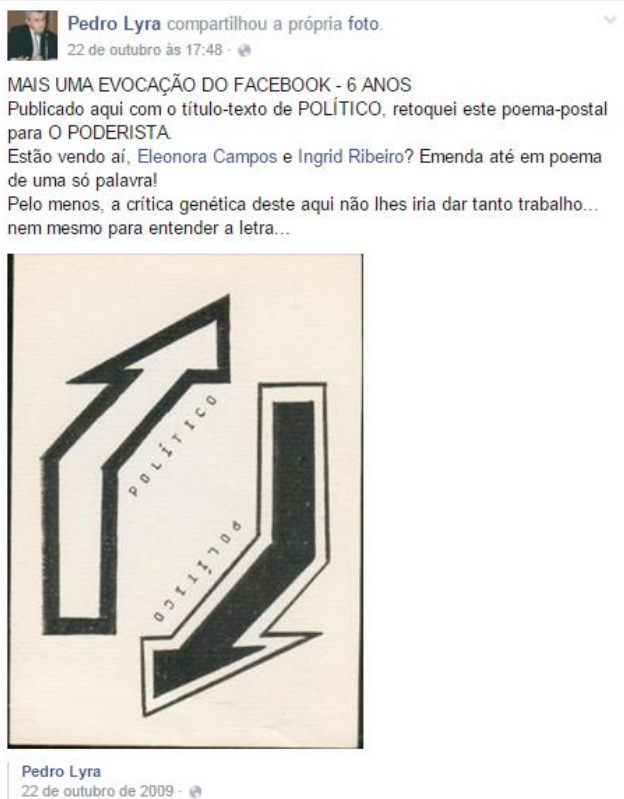 Pedro Lyra compartilhou a própria foto.
22 de outubro às 17:48 ·
MAIS UMA EVOCAÇÃO DO FACEBOOK - 6 ANOS
Publicado aqui com o título-texto de POLÍTICO, retoquei este poema-postal
para O PODERISTA.
Estão vendo aí, Eleonora Campos e Ingrid Ribeiro? Emenda até em poema
de uma só palavra!
Pelo menos, a crítica genética deste aqui não lhes iria dar tanto trabalho...
nem mesmo para entender a letra...
POLÍTICO
POLÍTICO
Pedro Lyra
22 de outubro de 2009 ·